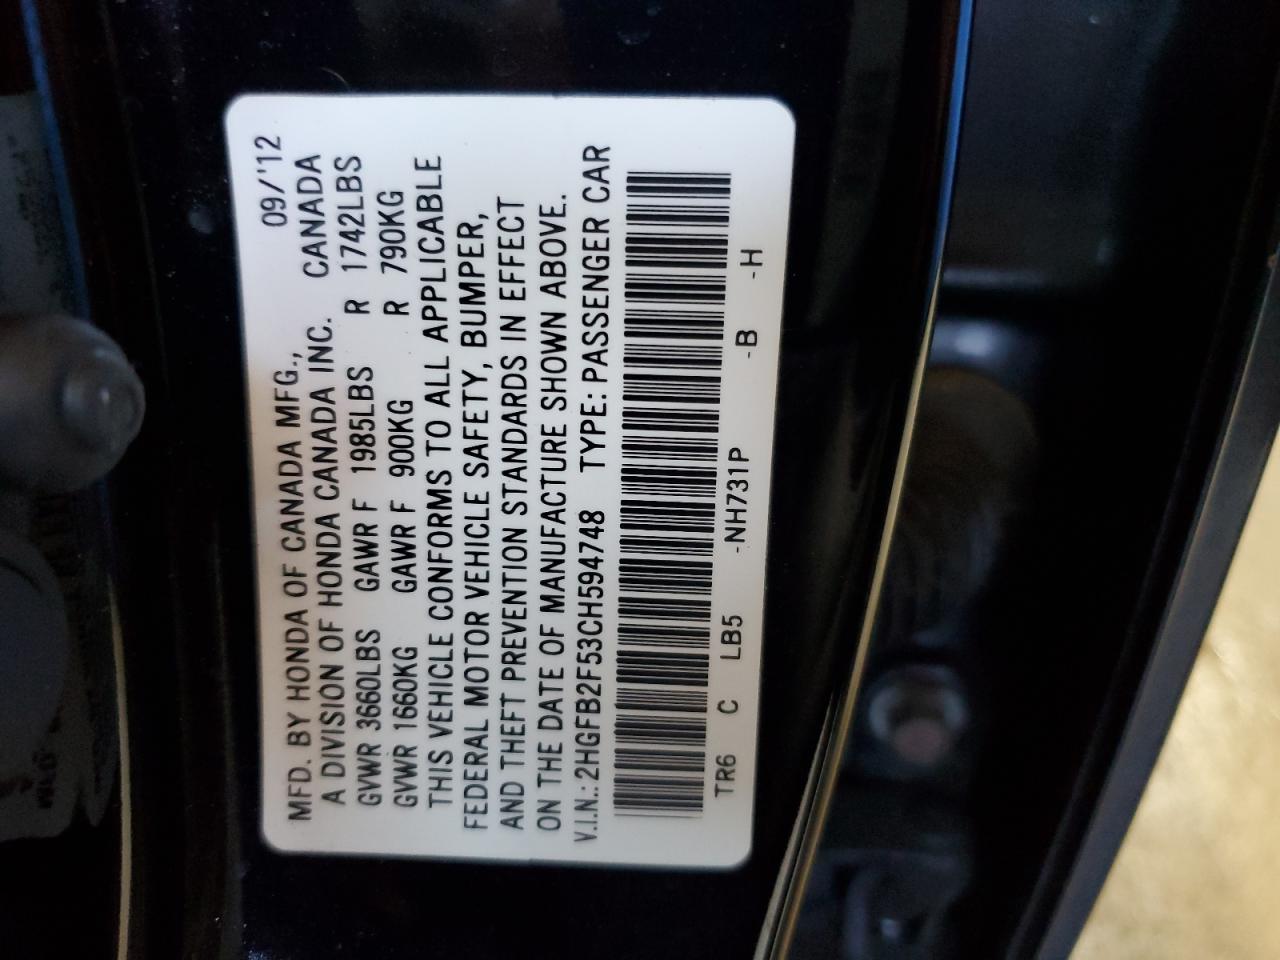 MFD. BY HONDA OF CANADA MFG., 09/'12
A DIVISION OF HONDA CANADA INC. CANADA
GVWR 3660LBS GAWR F 1985LBS R 1742LBS
GVWR 1660KG GAWR F 900KG R 790KG
THIS VEHICLE CONFORMS TO ALL APPLICABLE
FEDERAL MOTOR VEHICLE SAFETY, BUMPER,
AND THEFT PREVENTION STANDARDS IN EFFECT
ON THE DATE OF MANUFACTURE SHOWN ABOVE.
V.I.N.: 2HGFB2F53CH594748 TYPE: PASSENGER CAR
TR6 C LB5 -NH731P -B -H